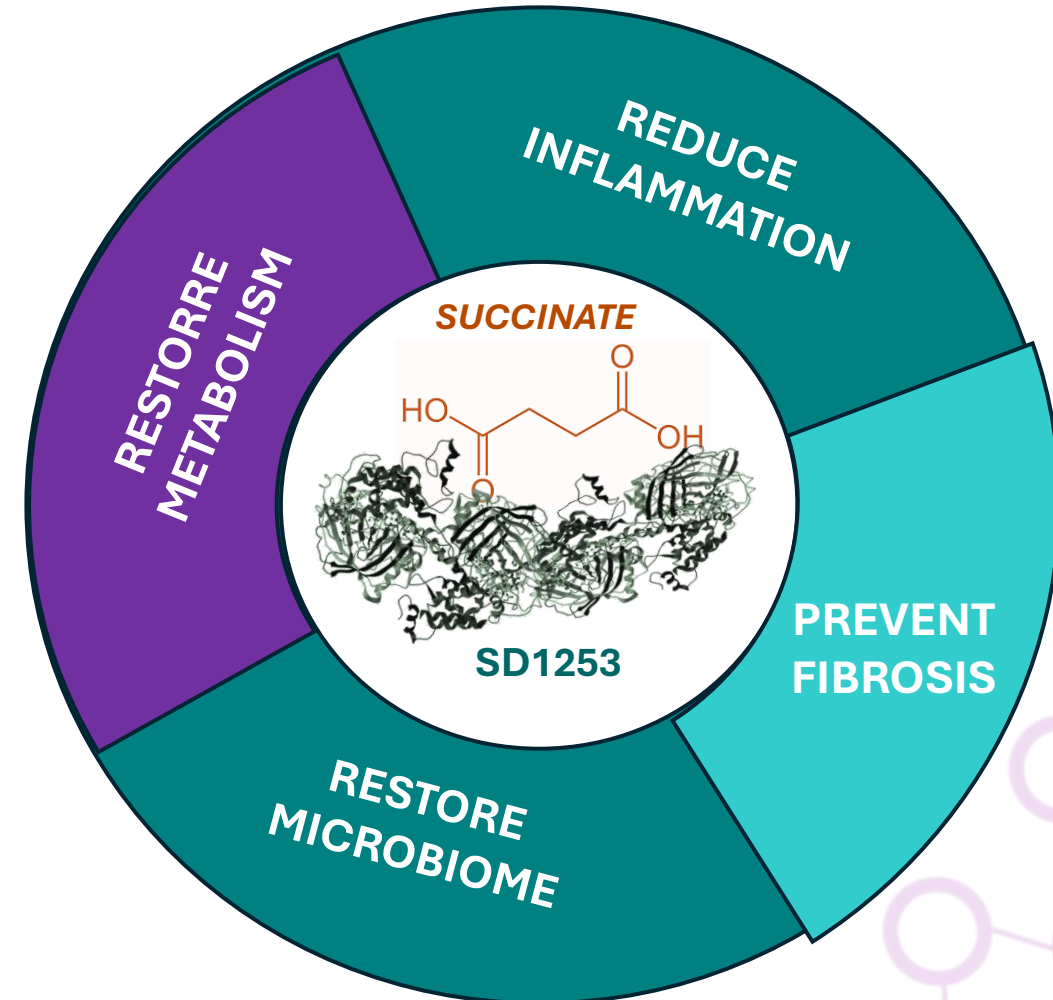 REDUCE
INFLAMMATION
RESTORRE
METABOLISM
SUCCINATE
O
HO
OH
O
PREVENT
FIBROSIS
SD1253
RESTORE
MICROBIOME